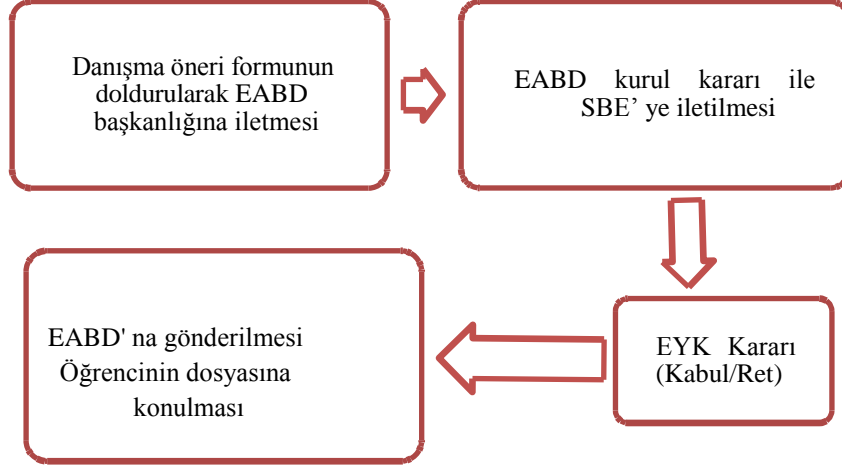 Danışma öneri formunun
doldurularak EABD
başkanlığına iletmesi
EABD kurul kararı ile
SBE’ ye iletilmesi
EYK Kararı
(Kabul/Ret)
EABD' na gönderilmesi
Öğrencinin dosyasına
konulması